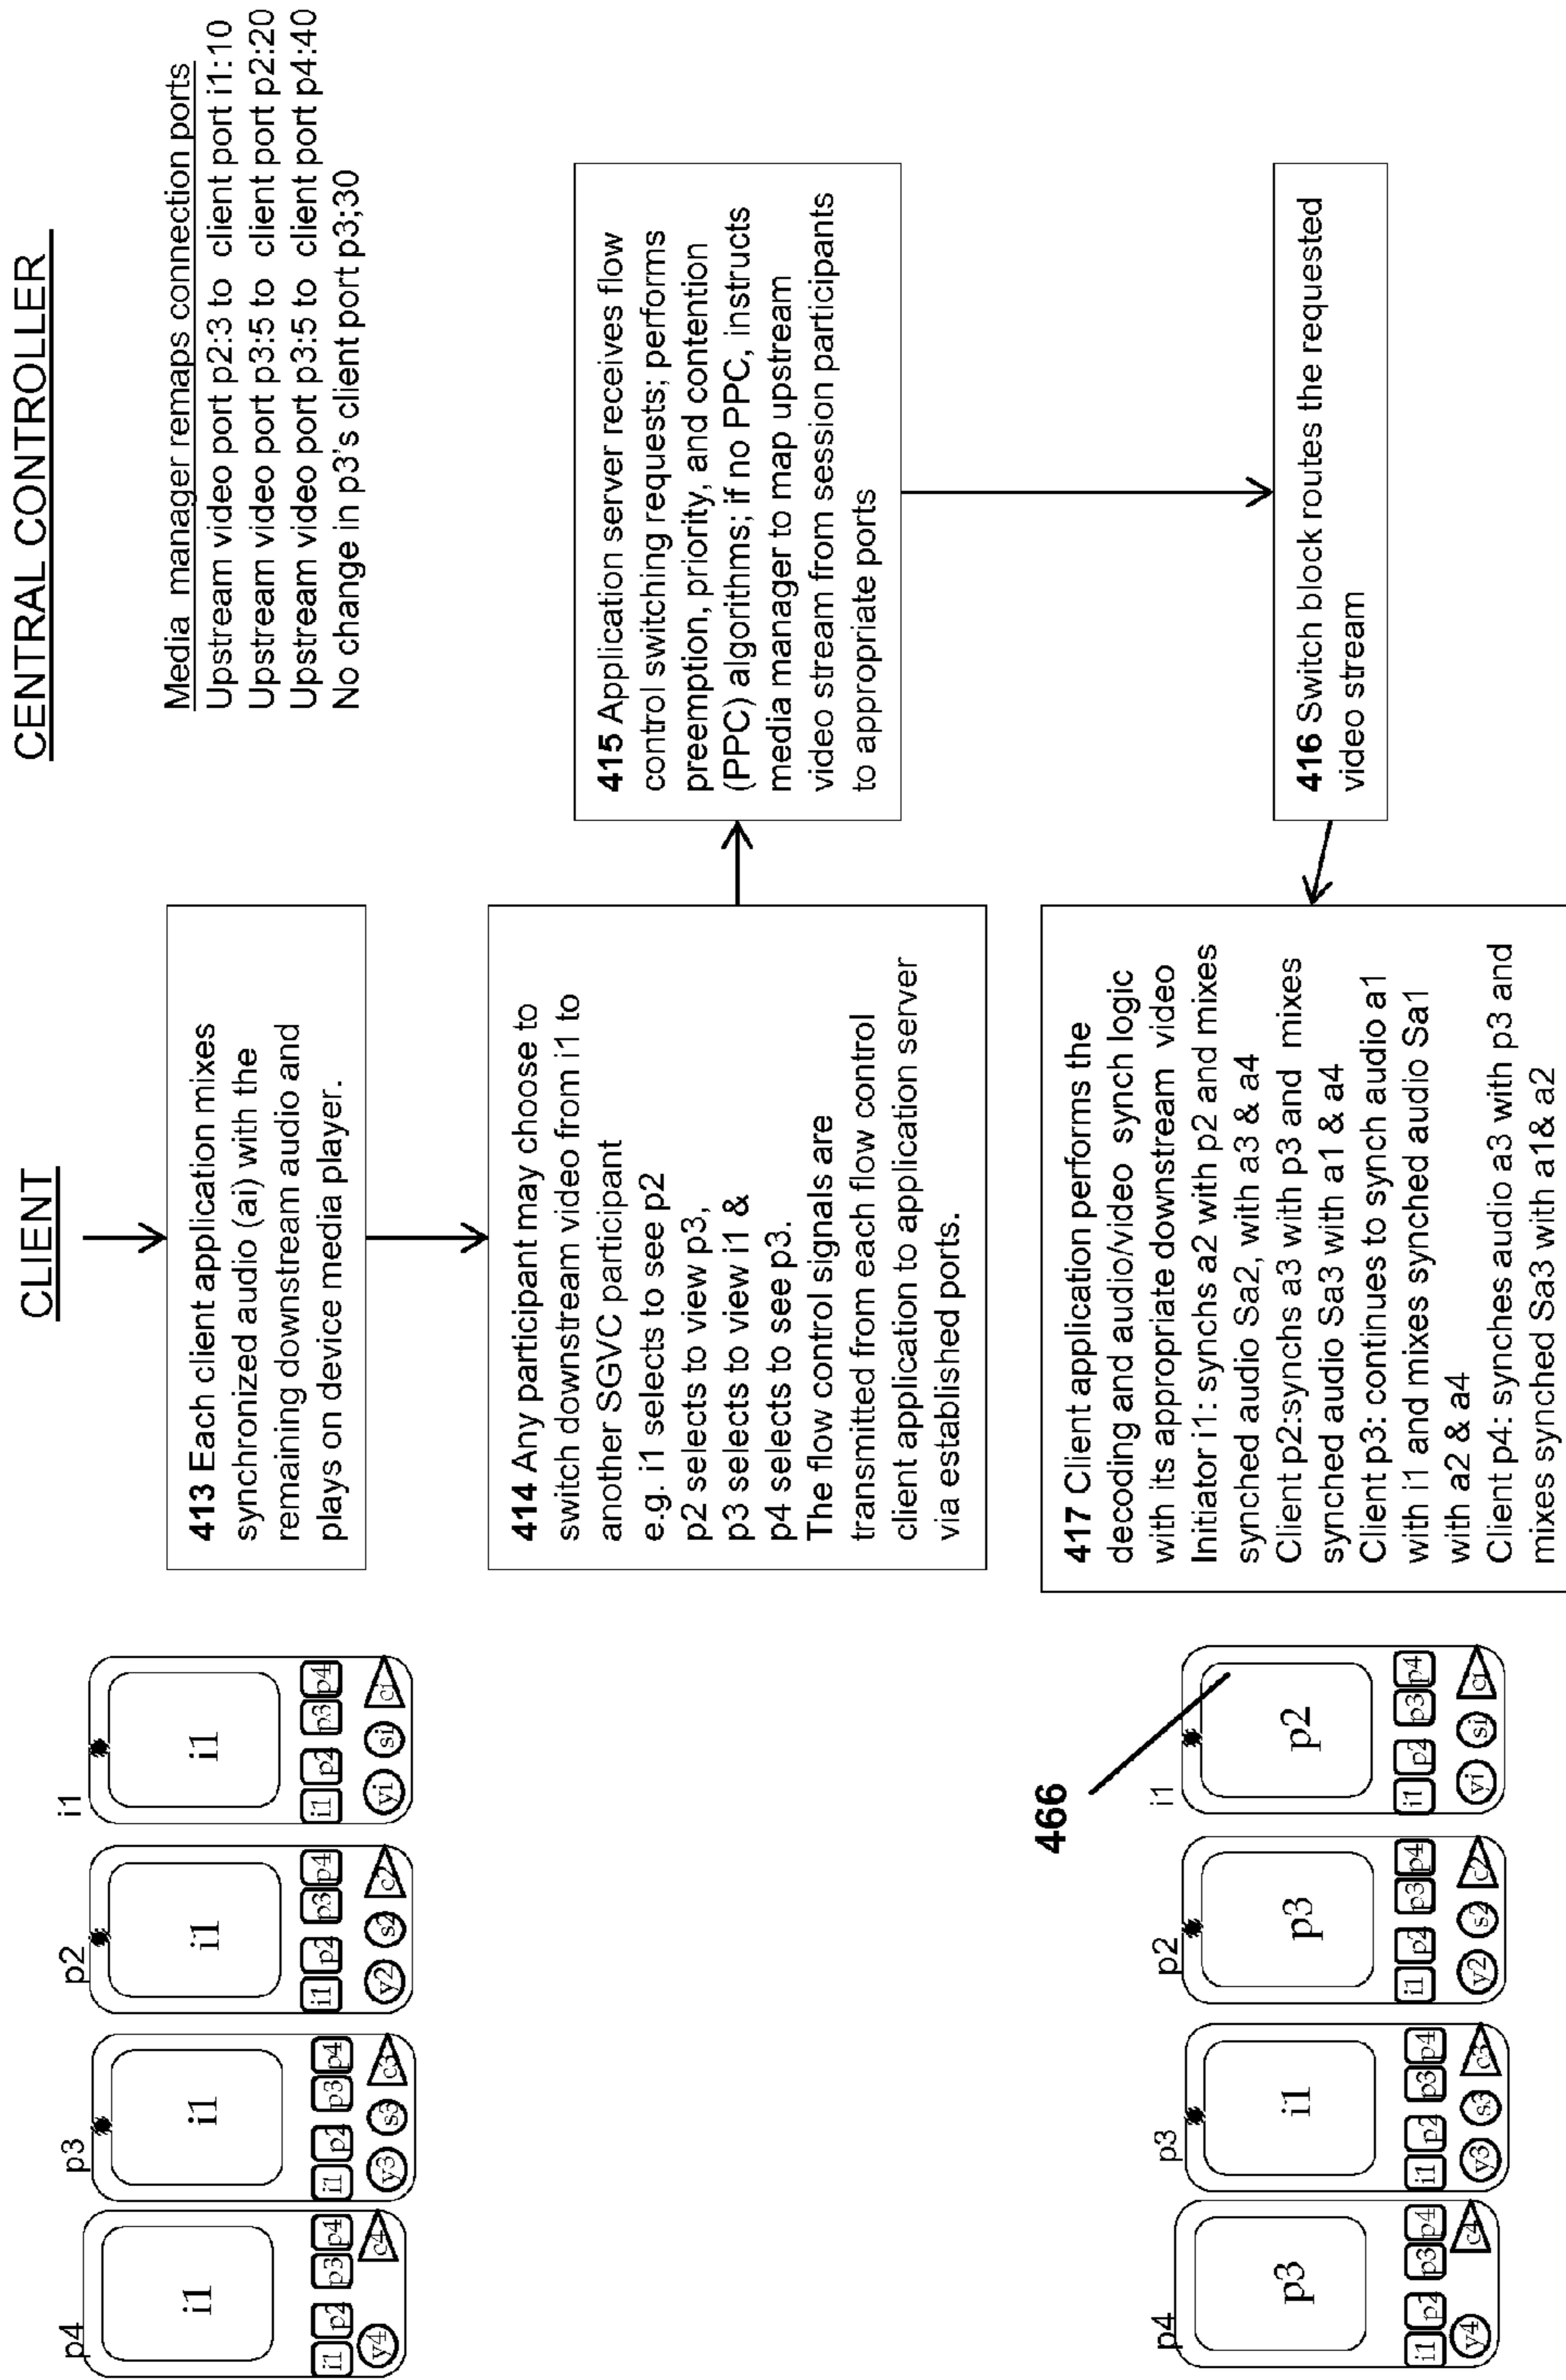 CLIENT
CENTRAL CONTROLLER
p4
p3
p2
i1
i1
i1 p2 p3 p4
y4 c4
i1
i1 p2 p3 p4
y3 s3 c3
i1
i1 p2 p3 p4
y2 s2 c2
i1
i1 p2 p3 p4
yi si ci
413 Each client application mixes
synchronized audio (ai) with the
remaining downstream audio and
plays on device media player.
Media manager remaps connection ports
Upstream video port p2:3 to client port i1:10
Upstream video port p3:5 to client port p2:20
Upstream video port p3:5 to client port p4:40
No change in p3's client port p3;30
414 Any participant may choose to
switch downstream video from i1 to
another SGVC participant
e.g. i1 selects to see p2
p2 selects to view p3,
p3 selects to view i1 &
p4 selects to see p3.
The flow control signals are
transmitted from each flow control
client application to application server
via established ports.
415 Application server receives flow
control switching requests; performs
preemption, priority, and contention
(PPC) algorithms; if no PPC, instructs
media manager to map upstream
video stream from session participants
to appropriate ports
466
p4
p3
p2
i1
p3
i1 p2 p3 p4
y4 c4
i1
i1 p2 p3 p4
y3 s3 c3
p3
i1 p2 p3 p4
y2 s2 c2
p2
i1 p2 p3 p4
yi si ci
417 Client application performs the
decoding and audio/video synch logic
with its appropriate downstream video
Initiator i1: synchs a2 with p2 and mixes
synched audio Sa2, with a3 & a4
Client p2:synchs a3 with p3 and mixes
synched audio Sa3 with a1 & a4
Client p3: continues to synch audio a1
with i1 and mixes synched audio Sa1
with a2 & a4
Client p4: synches audio a3 with p3 and
mixes synched Sa3 with a1& a2
416 Switch block routes the requested
video stream